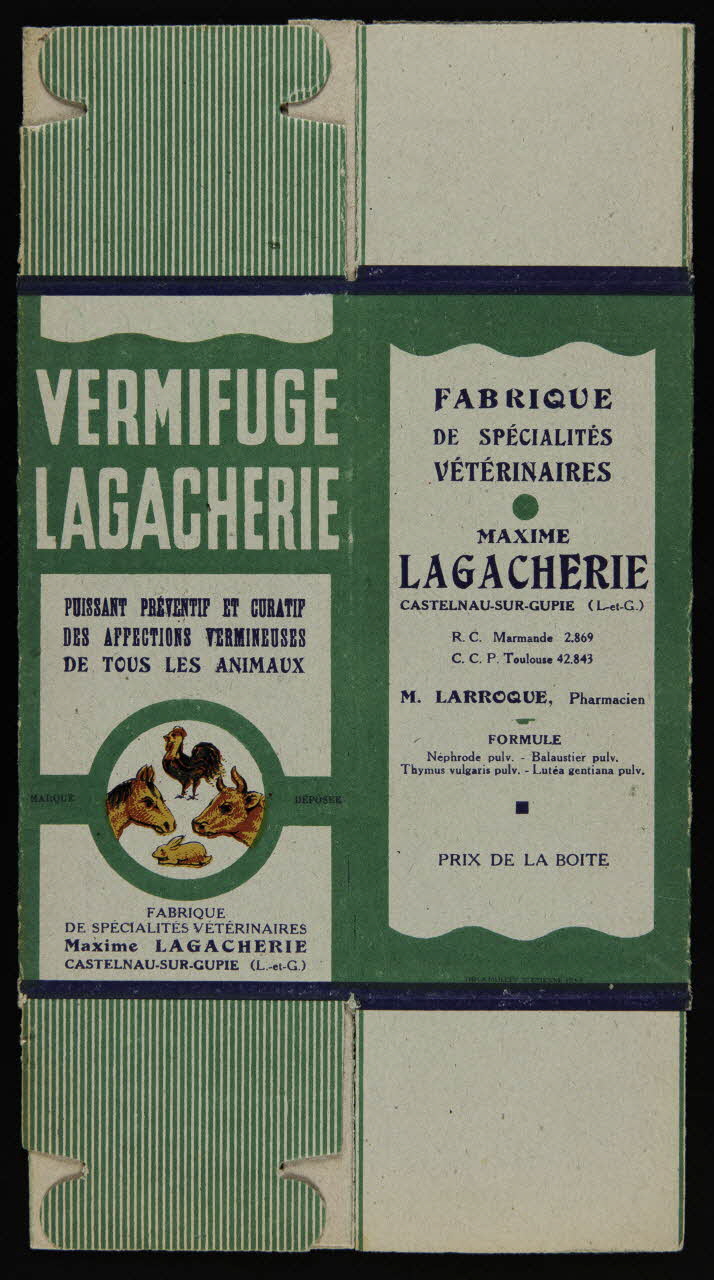 VERMIFUGE
LAGACHERIE
PUISSANT PRÉVENTIF ET CURATIF
DES AFFECTIONS VERMINEUSES
DE TOUS LES ANIMAUX
MARQUE DÉPOSÉE
FABRIQUE
DE SPÉCIALITÉS VÉTÉRINAIRES
Maxime LAGACHERIE
CASTELNAU-SUR-GUPIE (L.-et-G.)
FABRIQUE
DE SPÉCIALITÉS
VÉTÉRINAIRES
MAXIME
LAGACHERIE
CASTELNAU-SUR-GUPIE (L-et-G.)
R. C. Marmande 2.869
C. C. P. Toulouse 42.843
M. LARROQUE, Pharmacien
FORMULE
Néphrode pulv. - Balaustier pulv.
Thymus vulgaris pulv. - Lutéa gentiana pulv.
PRIX DE LA BOITE